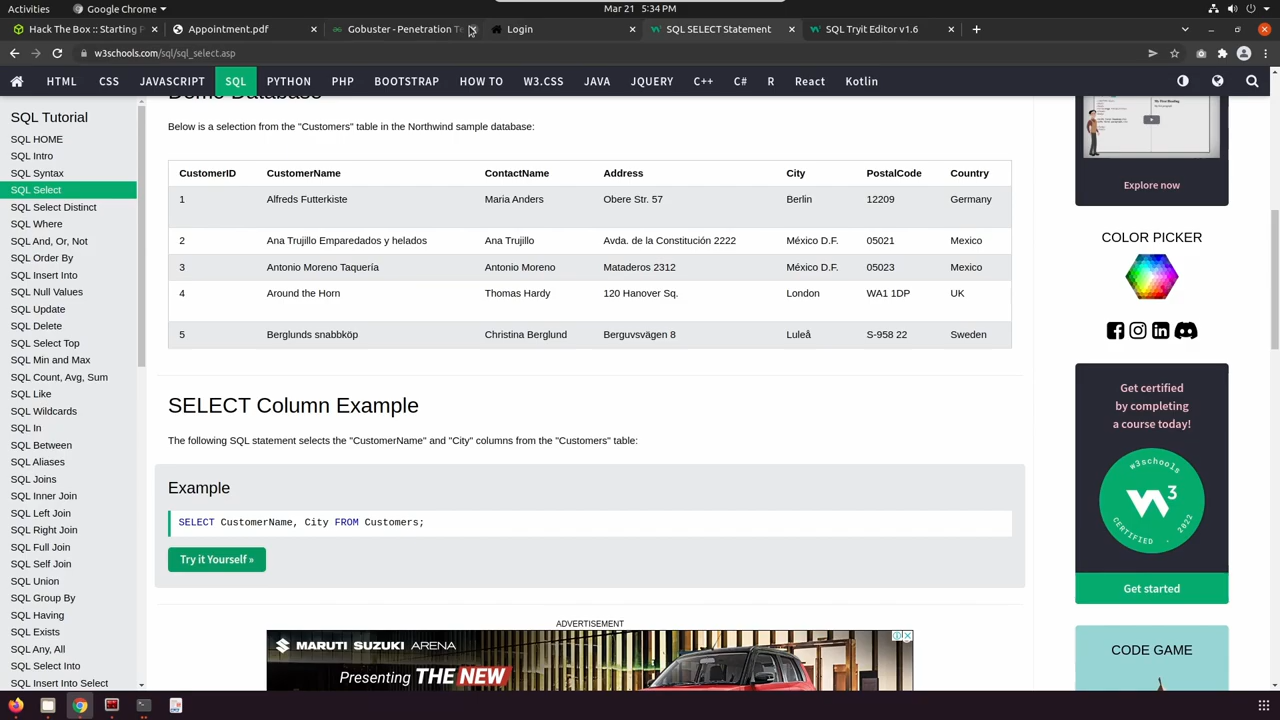 Activities Google Chrome Mar 21 5:34 PM
Hack The Box :: Starting P Appointment.pdf Gobuster - Penetration Te Login SQL SELECT Statement SQL Tryit Editor v1.6
w3schools.com/sql/sql_select.asp
HTML CSS JAVASCRIPT SQL PYTHON PHP BOOTSTRAP HOW TO W3.CSS JAVA JQUERY C++ C# R React Kotlin
SQL Tutorial
SQL HOME
SQL Intro
SQL Syntax
SQL Select
SQL Select Distinct
SQL Where
SQL And, Or, Not
SQL Order By
SQL Insert Into
SQL Null Values
SQL Update
SQL Delete
SQL Select Top
SQL Min and Max
SQL Count, Avg, Sum
SQL Like
SQL Wildcards
SQL In
SQL Between
SQL Aliases
SQL Joins
SQL Inner Join
SQL Left Join
SQL Right Join
SQL Full Join
SQL Self Join
SQL Union
SQL Group By
SQL Having
SQL Exists
SQL Any, All
SQL Select Into
SQL Insert Into Select
Demo Database
Below is a selection from the "Customers" table in the Northwind sample database:
CustomerID CustomerName ContactName Address City PostalCode Country
1 Alfreds Futterkiste Maria Anders Obere Str. 57 Berlin 12209 Germany
2 Ana Trujillo Emparedados y helados Ana Trujillo Avda. de la Constitución 2222 México D.F. 05021 Mexico
3 Antonio Moreno Taquería Antonio Moreno Mataderos 2312 México D.F. 05023 Mexico
4 Around the Horn Thomas Hardy 120 Hanover Sq. London WA1 1DP UK
5 Berglunds snabbköp Christina Berglund Berguvsvägen 8 Luleå S-958 22 Sweden
SELECT Column Example
The following SQL statement selects the "CustomerName" and "City" columns from the "Customers" table:
Example
SELECT CustomerName, City FROM Customers;
Try it Yourself »
ADVERTISEMENT
MARUTI SUZUKI ARENA
Presenting THE NEW
Explore now
COLOR PICKER
Get certified
by completing
a course today!
w3schools
CERTIFIED . 2022
Get started
CODE GAME